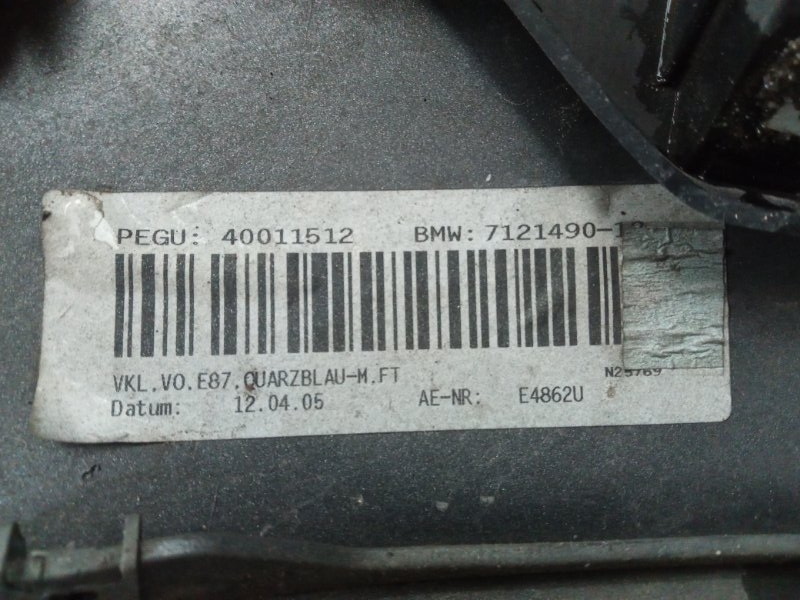 PEGU: 40011512 BMW: 7121490-
VKL.VO.E87.QUARZBLAU-M.FT
Datum: 12.04.05 AE-NR: E4862U